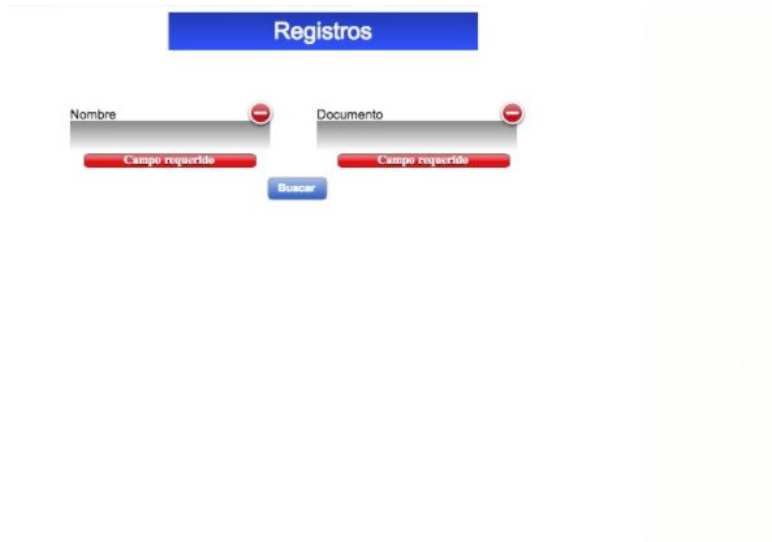 Registros
Nombre
Documento
Campo requerido
Campo requerido
Buscar